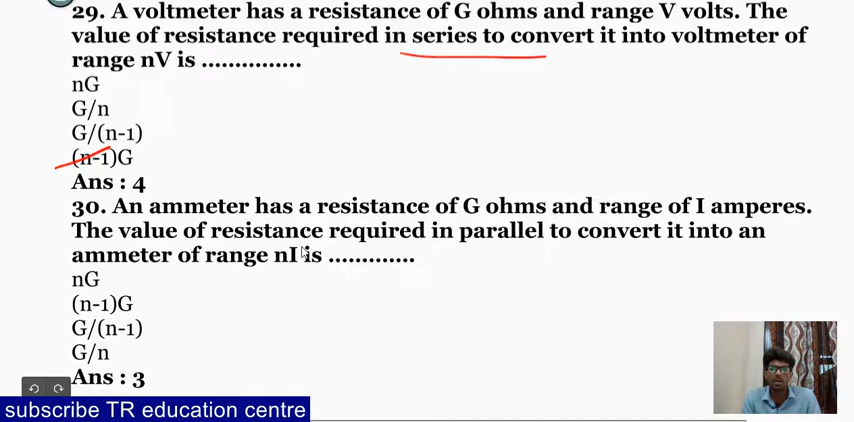 29. A voltmeter has a resistance of G ohms and range V volts. The
value of resistance required in series to convert it into voltmeter of
range nV is ...............
nG
G/n
G/(n-1)
(n-1)G
Ans : 4
30. An ammeter has a resistance of G ohms and range of I amperes.
The value of resistance required in parallel to convert it into an
ammeter of range nI is .............
nG
(n-1)G
G/(n-1)
G/n
Ans : 3
subscribe TR education centre